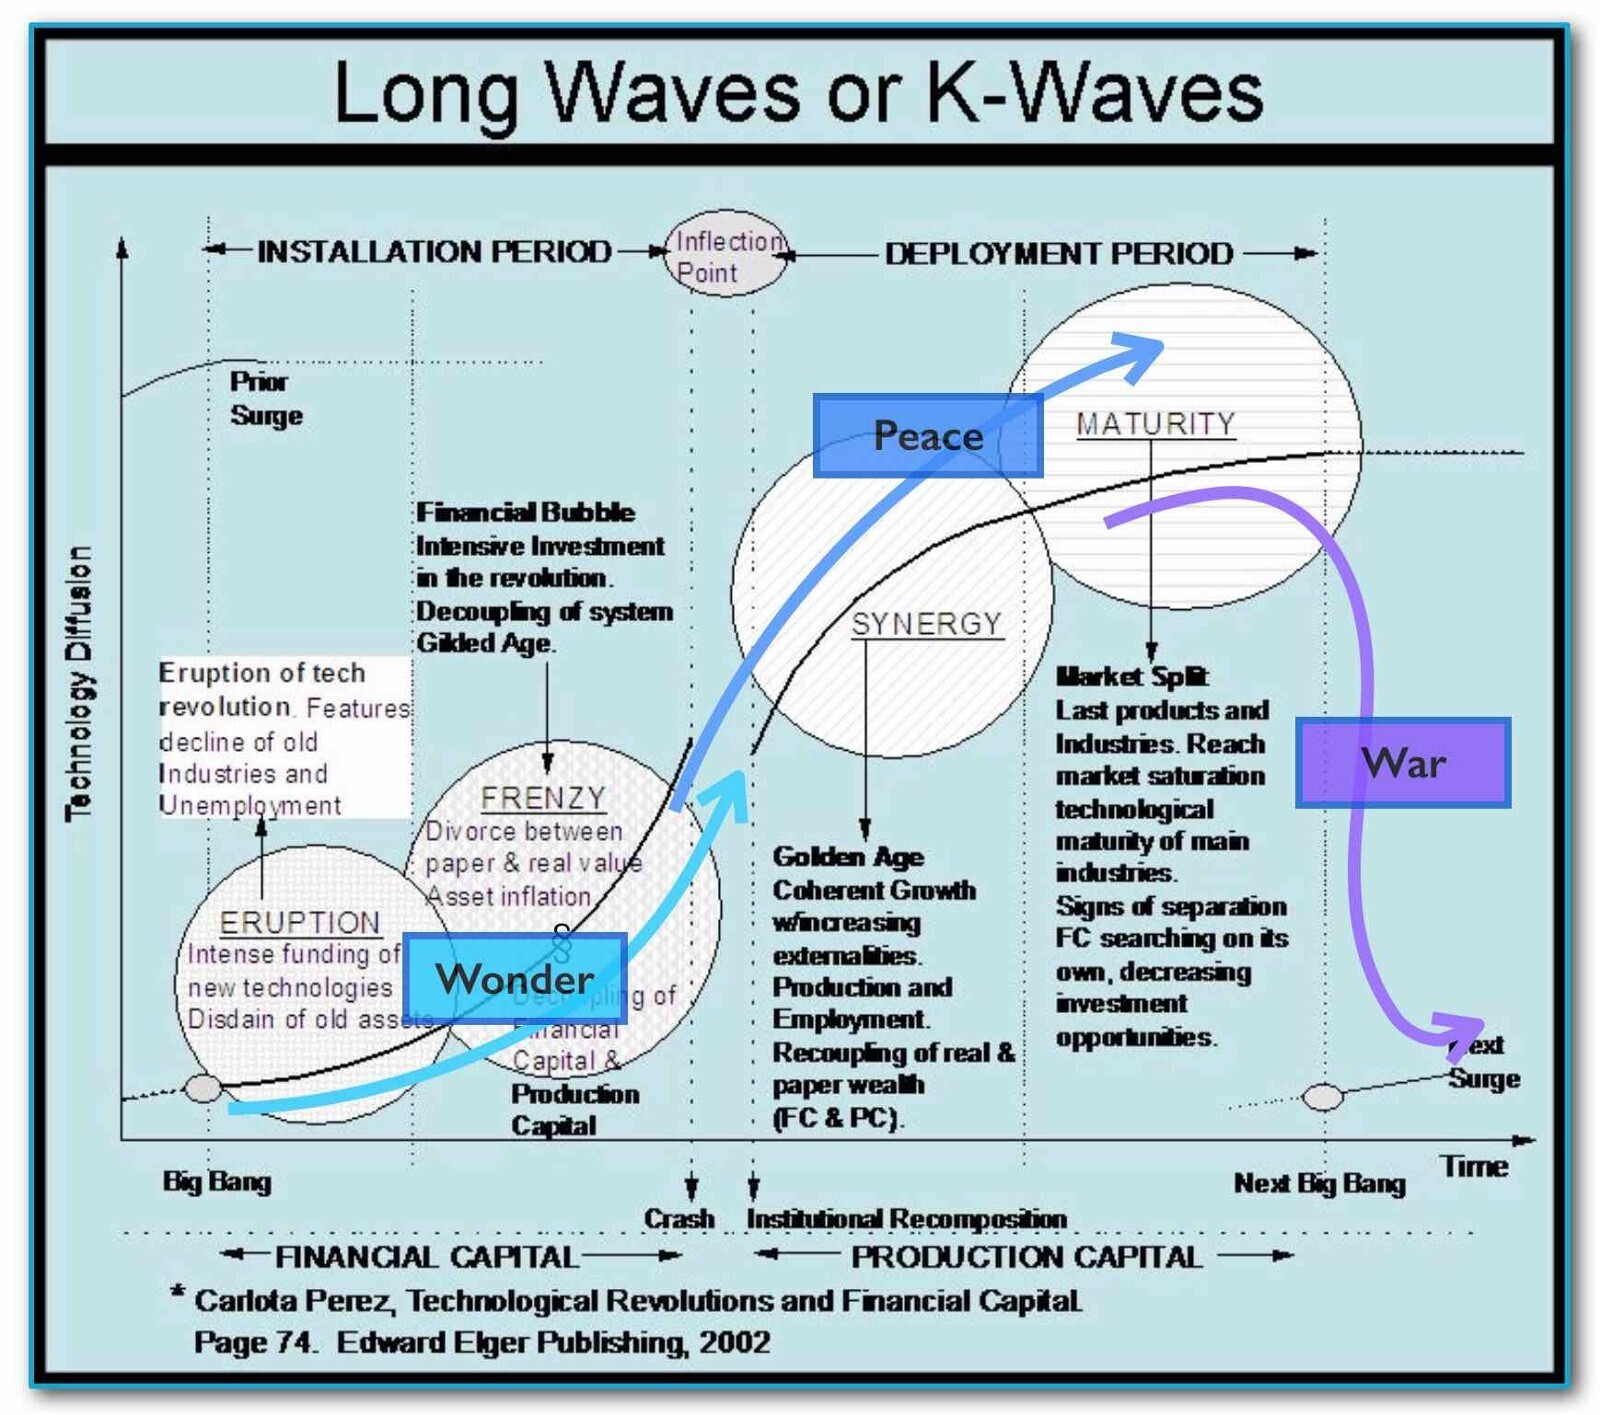 Long Waves or K-Waves
INSTALLATION PERIOD
Inflection
Point
DEPLOYMENT PERIOD
Prior
Surge
Technology Diffusion
Eruption of tech
revolution. Features
decline of old
Industries and
Unemployment
Financial Bubble
Intensive Investment
in the revolution.
Decoupling of system
Gilded Age.
ERUPTION
Intense funding of
new technologies
Disdain of old assets
FRENZY
Divorce between
paper & real value
Asset inflation
§
Decoupling of
Financial
Capital &
Production
Capital
Wonder
Peace
SYNERGY
Golden Age
Coherent Growth
w/increasing
externalities.
Production and
Employment.
Recoupling of real &
paper wealth
(FC & PC).
MATURITY
Market Split
Last products and
Industries. Reach
market saturation
technological
maturity of main
industries.
Signs of separation
FC searching on its
own, decreasing
investment
opportunities.
War
Next
Surge
Big Bang
Next Big Bang
Time
Crash
Institutional Recomposition
FINANCIAL CAPITAL
PRODUCTION CAPITAL
* Carlota Perez, Technological Revolutions and Financial Capital.
Page 74. Edward Elger Publishing, 2002